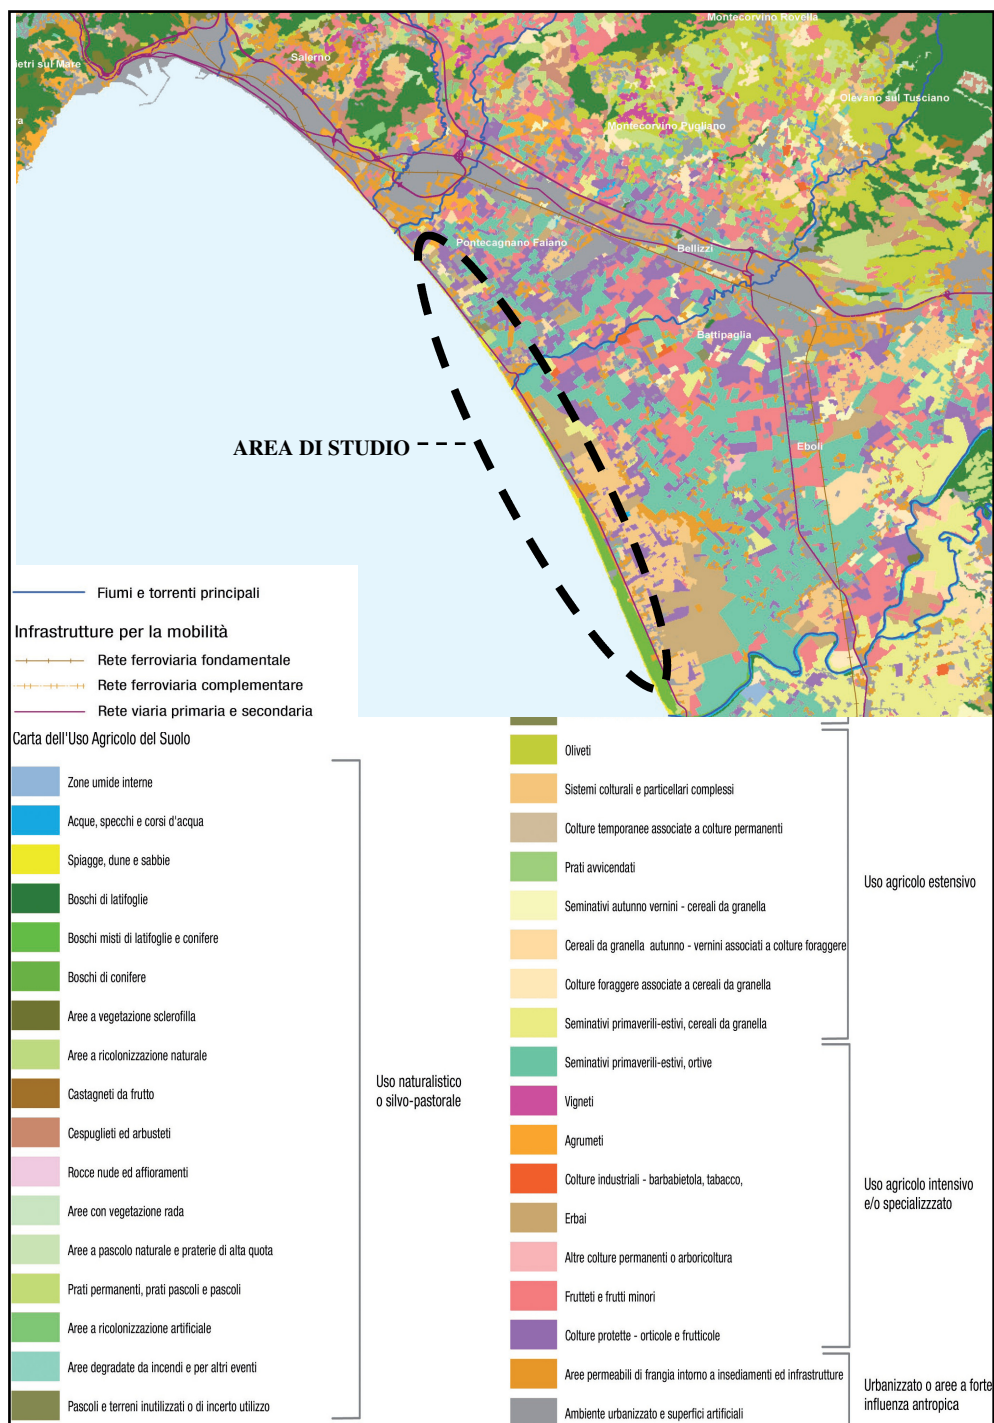 Montecorvino Rovella
Salerno
ietri sul Mare
Olevano sul Tusciano
ra
Montecorvino Pugliano
Pontecagnano Faiano
Bellizzi
Battipaglia
AREA DI STUDIO
Eboli
Fiumi e torrenti principali
Infrastrutture per la mobilità
Rete ferroviaria fondamentale
Rete ferroviaria complementare
Rete viaria primaria e secondaria
Carta dell'Uso Agricolo del Suolo
Zone umide interne
Acque, specchi e corsi d'acqua
Spiagge, dune e sabbie
Boschi di latifoglie
Boschi misti di latifoglie e conifere
Boschi di conifere
Aree a vegetazione sclerofilla
Aree a ricolonizzazione naturale
Castagneti da frutto
Cespuglieti ed arbusteti
Rocce nude ed affioramenti
Aree con vegetazione rada
Aree a pascolo naturale e praterie di alta quota
Prati permanenti, prati pascoli e pascoli
Aree a ricolonizzazione artificiale
Aree degradate da incendi e per altri eventi
Pascoli e terreni inutilizzati o di incerto utilizzo
Uso naturalistico
o silvo-pastorale
Oliveti
Sistemi colturali e particellari complessi
Colture temporanee associate a colture permanenti
Prati avvicendati
Seminativi autunno vernini - cereali da granella
Cereali da granella autunno - vernini associati a colture foraggere
Colture foraggere associate a cereali da granella
Seminativi primaverili-estivi, cereali da granella
Uso agricolo estensivo
Seminativi primaverili-estivi, ortive
Vigneti
Agrumeti
Colture industriali - barbabietola, tabacco,
Erbai
Altre colture permanenti o arboricoltura
Frutteti e frutti minori
Colture protette - orticole e frutticole
Uso agricolo intensivo
e/o specializzzato
Aree permeabili di frangia intorno a insediamenti ed infrastrutture
Ambiente urbanizzato e superfici artificiali
Urbanizzato o aree a forte
influenza antropica